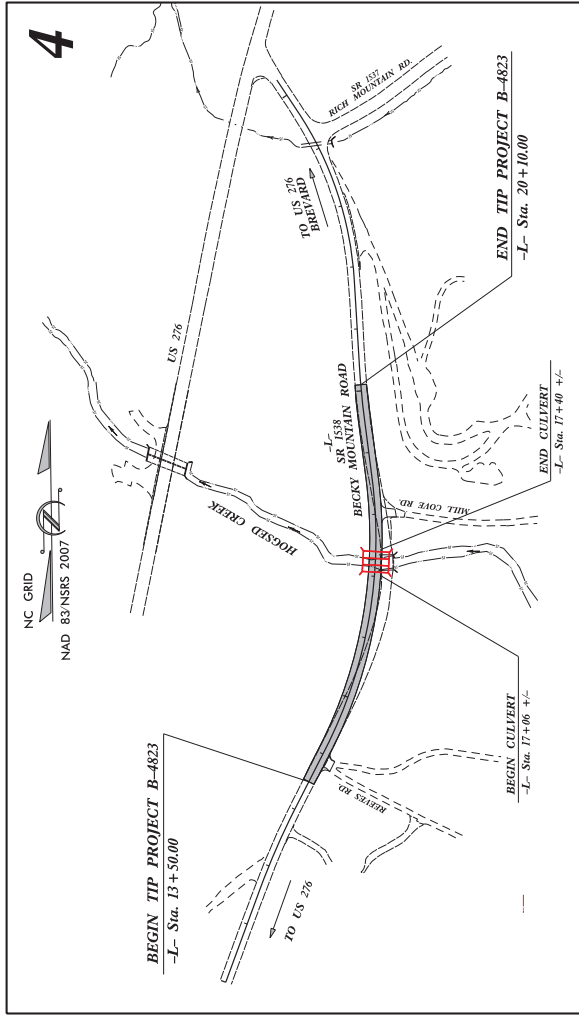 4
NC GRID
NAD 83/NSRS 2007
US 276
HOGSED CREEK
SR 1537
RICH MOUNTAIN RD.
TO US 276
BREVARD
-L-
SR 1538
BECKY MOUNTAIN ROAD
MILL COVE RD.
REEVES RD.
TO US 276
BEGIN TIP PROJECT B-4823
-L- Sta. 13+50.00
BEGIN CULVERT
-L- Sta. 17+06 +/-
END CULVERT
-L- Sta. 17+40 +/-
END TIP PROJECT B-4823
-L- Sta. 20+10.00